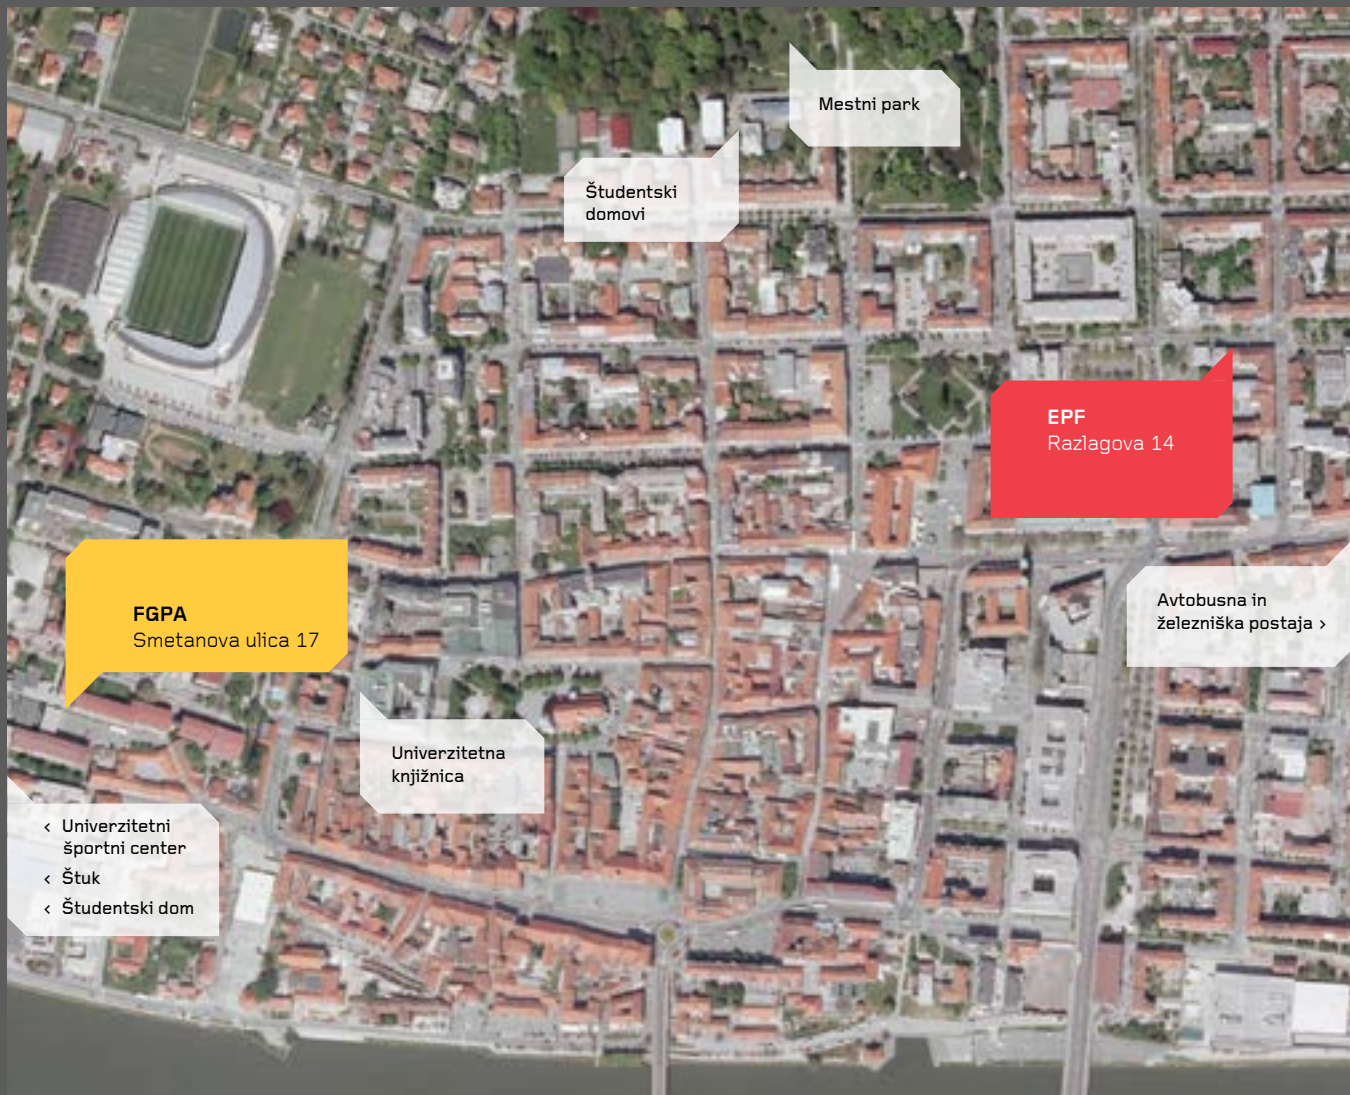 Mestni park
Študentski
domovi
EPF
Razlagova 14
FGPA
Smetanova ulica 17
Avtobusna in
železniška postaja ›
Univerzitetna
knjižnica
‹ Univerzitetni
športni center
‹ Štuk
‹ Študentski dom